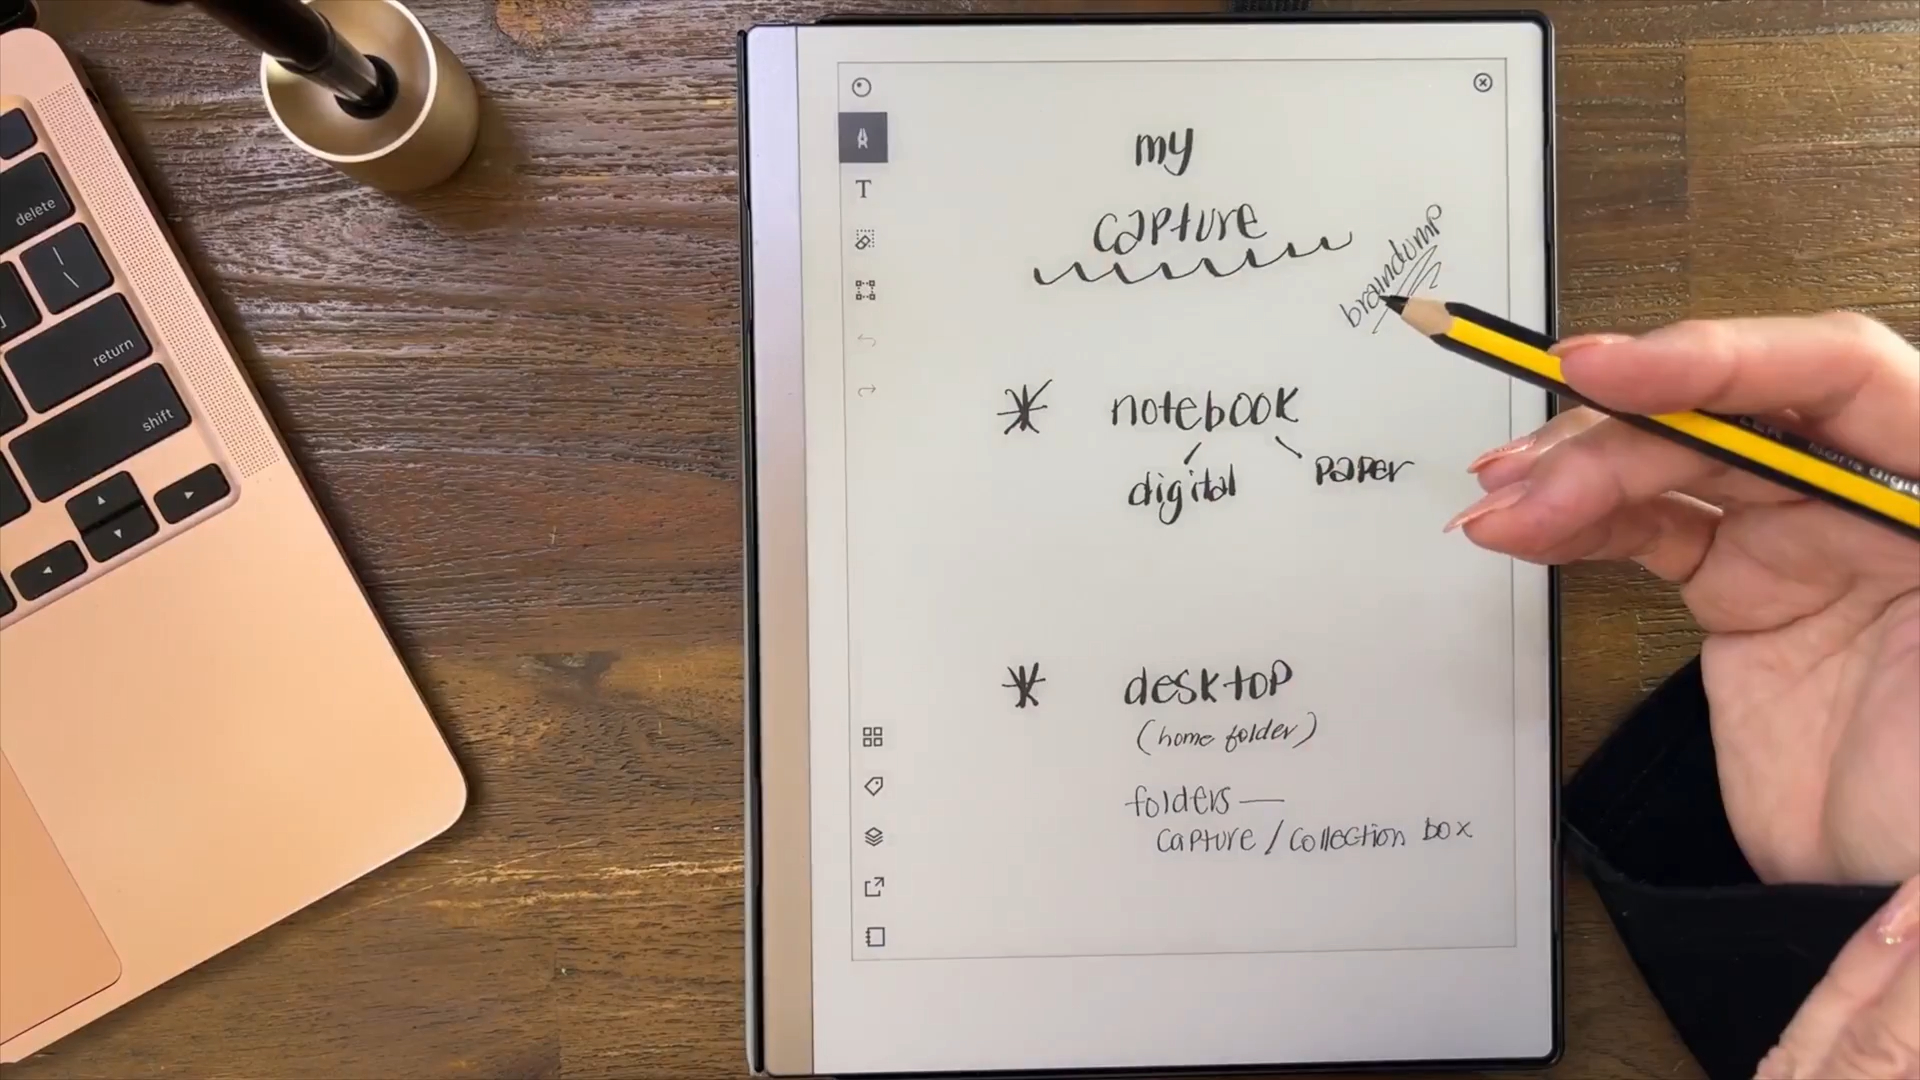 my
capture
braindump
notebook
digital
paper
desktop
(home folder)
folders —
capture / collection box
T
delete
|
\
]
return
shift